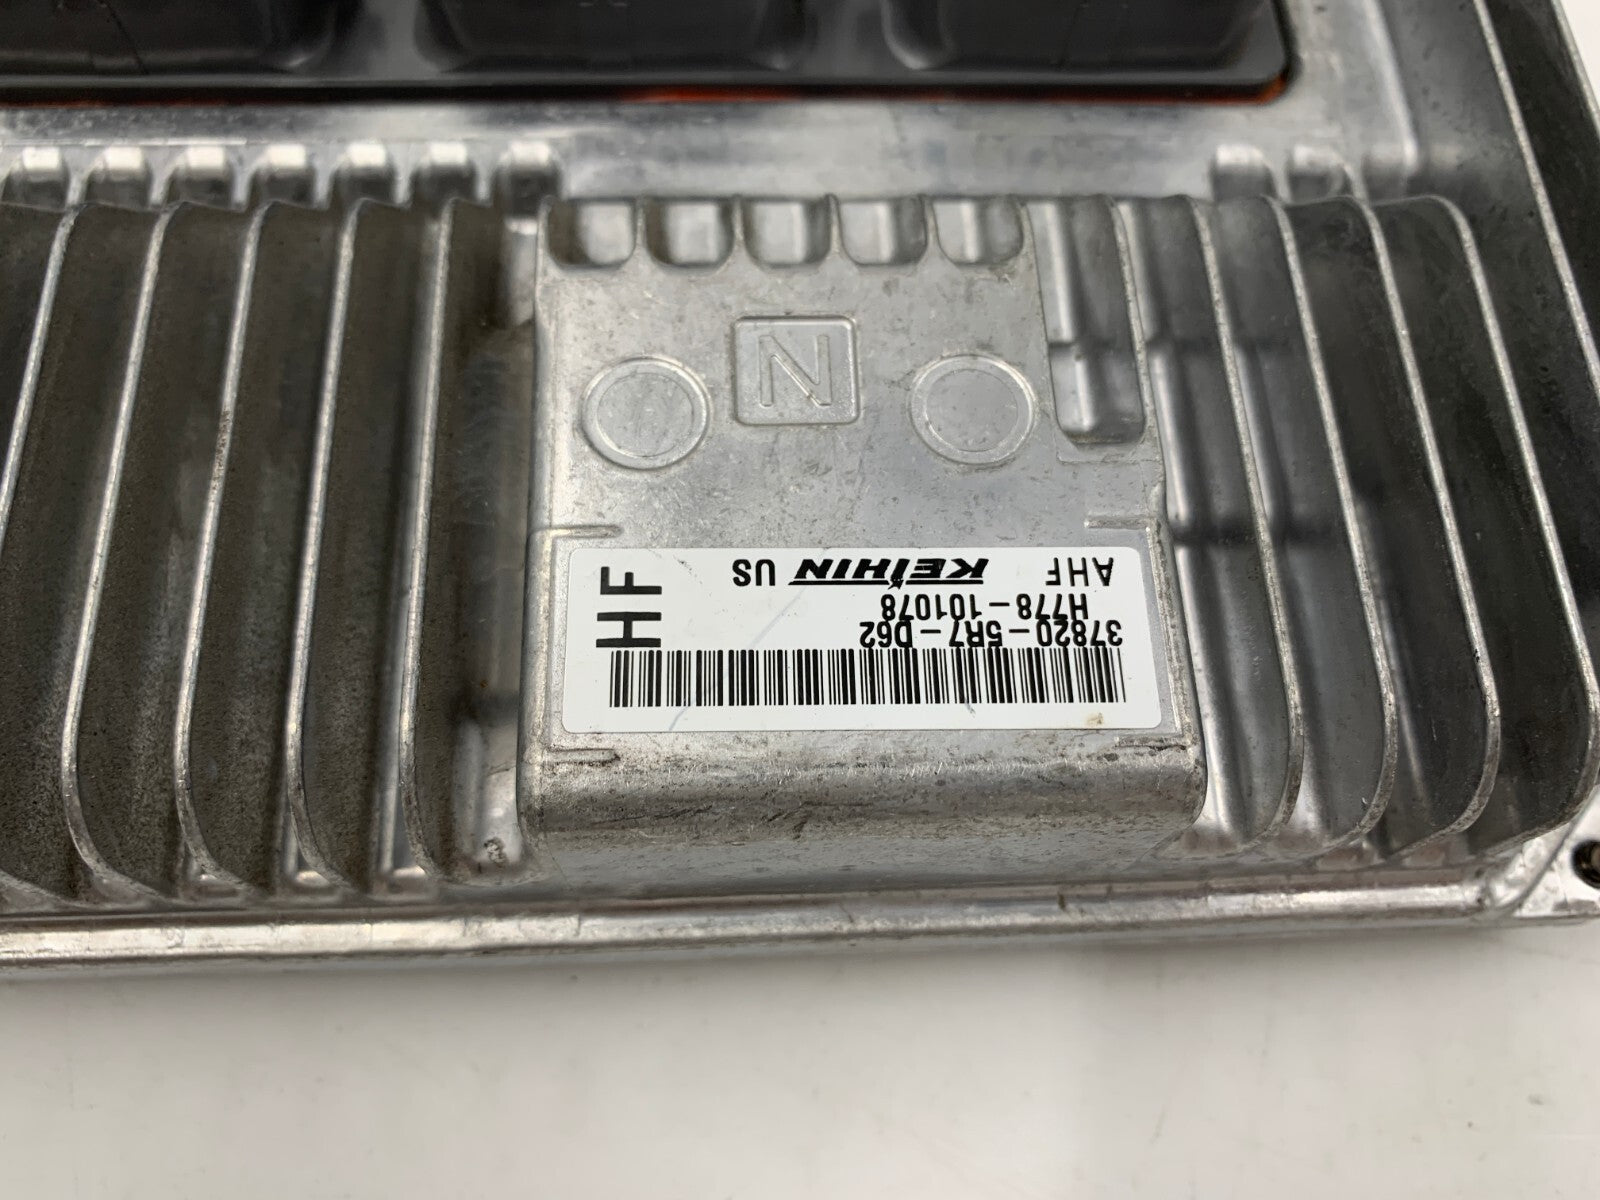 37820-5R7-D62
H778-101078
AHF KEIHIN US
HF
N